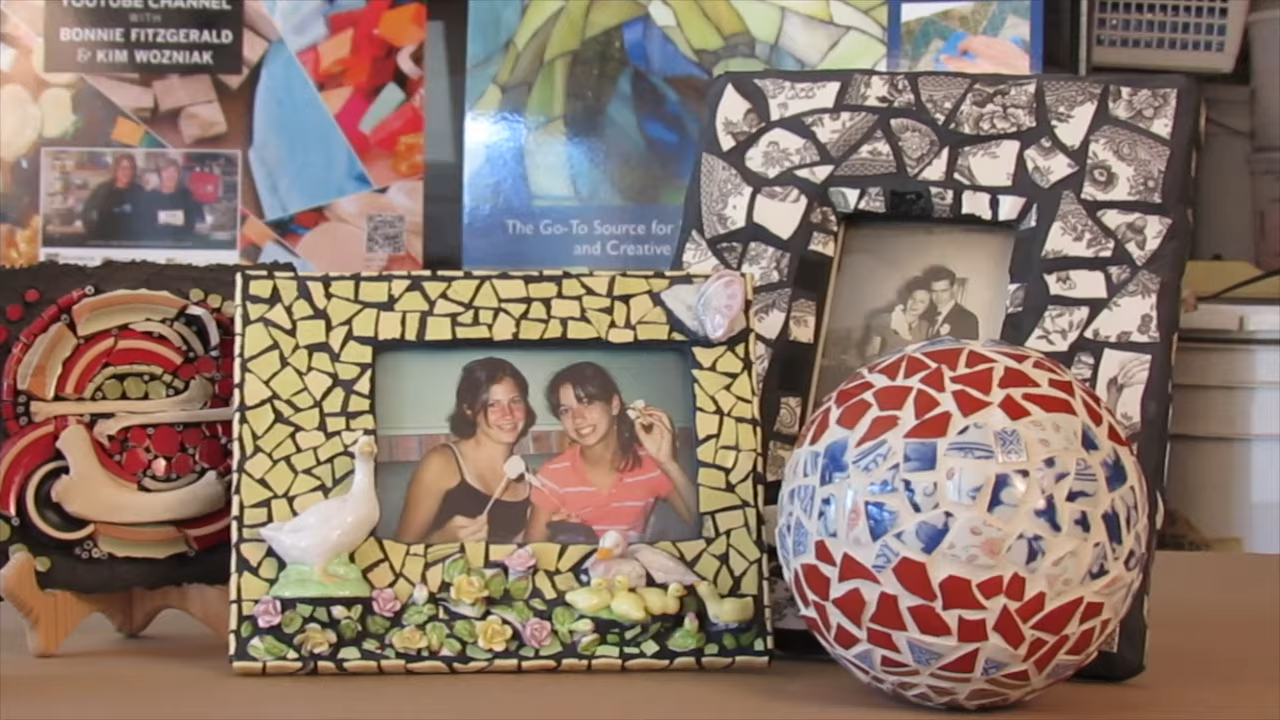 YOUTUBE CHANNEL
WITH
BONNIE FITZGERALD
& KIM WOZNIAK
The Go-To Source for
and Creative